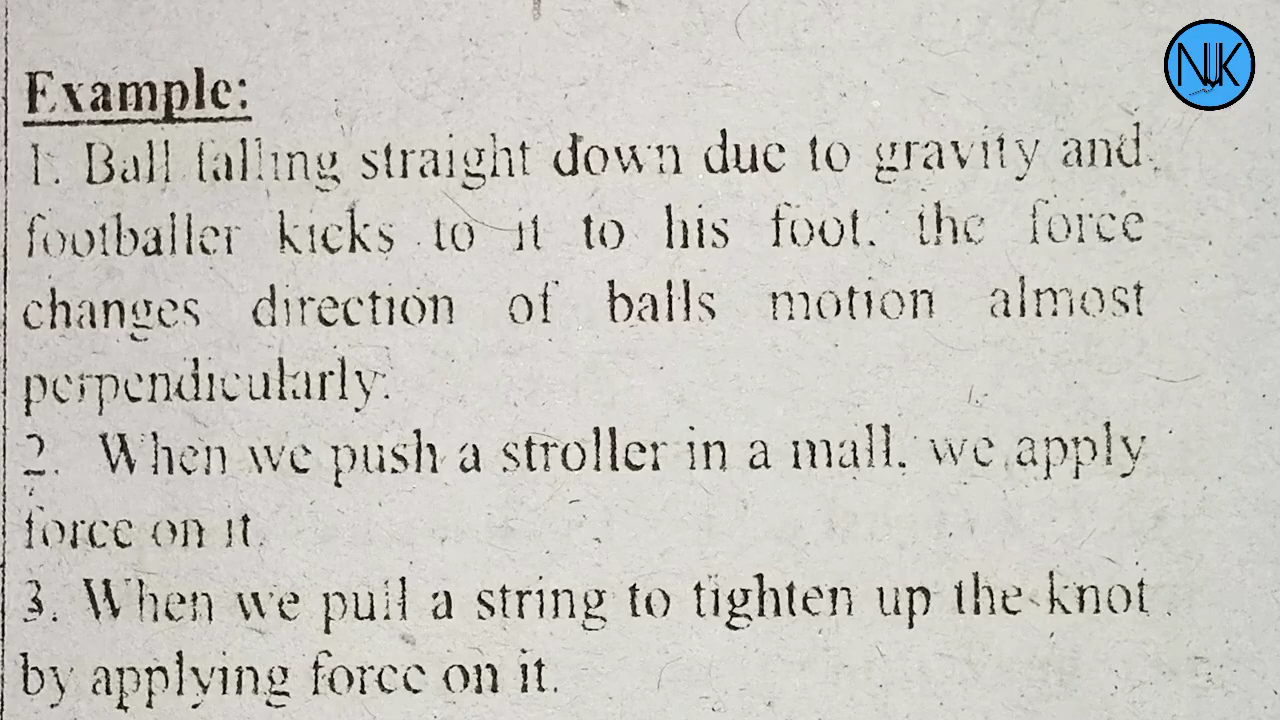 NJK
Example:
1. Ball falling straight down due to gravity and
footballer kicks to it to his foot. the force
changes direction of balls motion almost
perpendicularly.
2. When we push a stroller in a mall, we apply
force on it.
3. When we pull a string to tighten up the knot
by applying force on it.